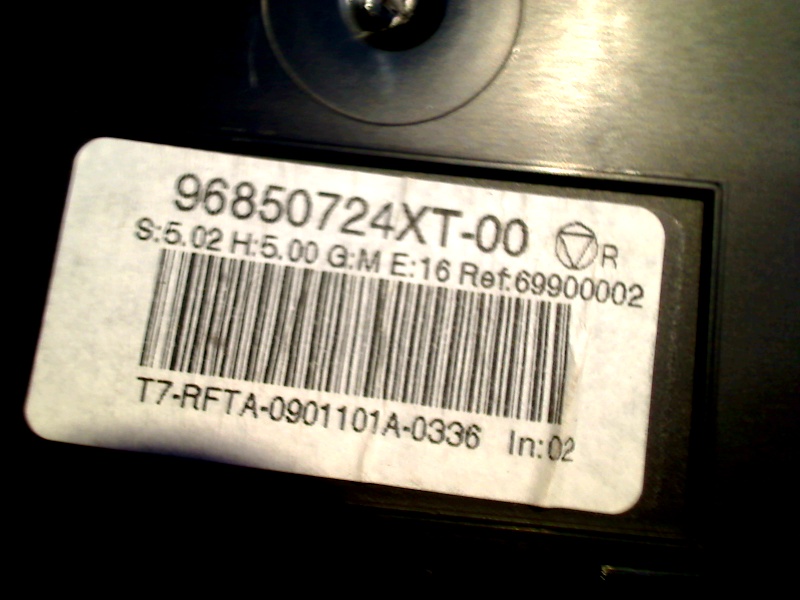 96850724XT-00 R
S:5.02 H:5.00 G:M E:16 Ref:69900002
T7-RFTA-0901101A-0336 In:02